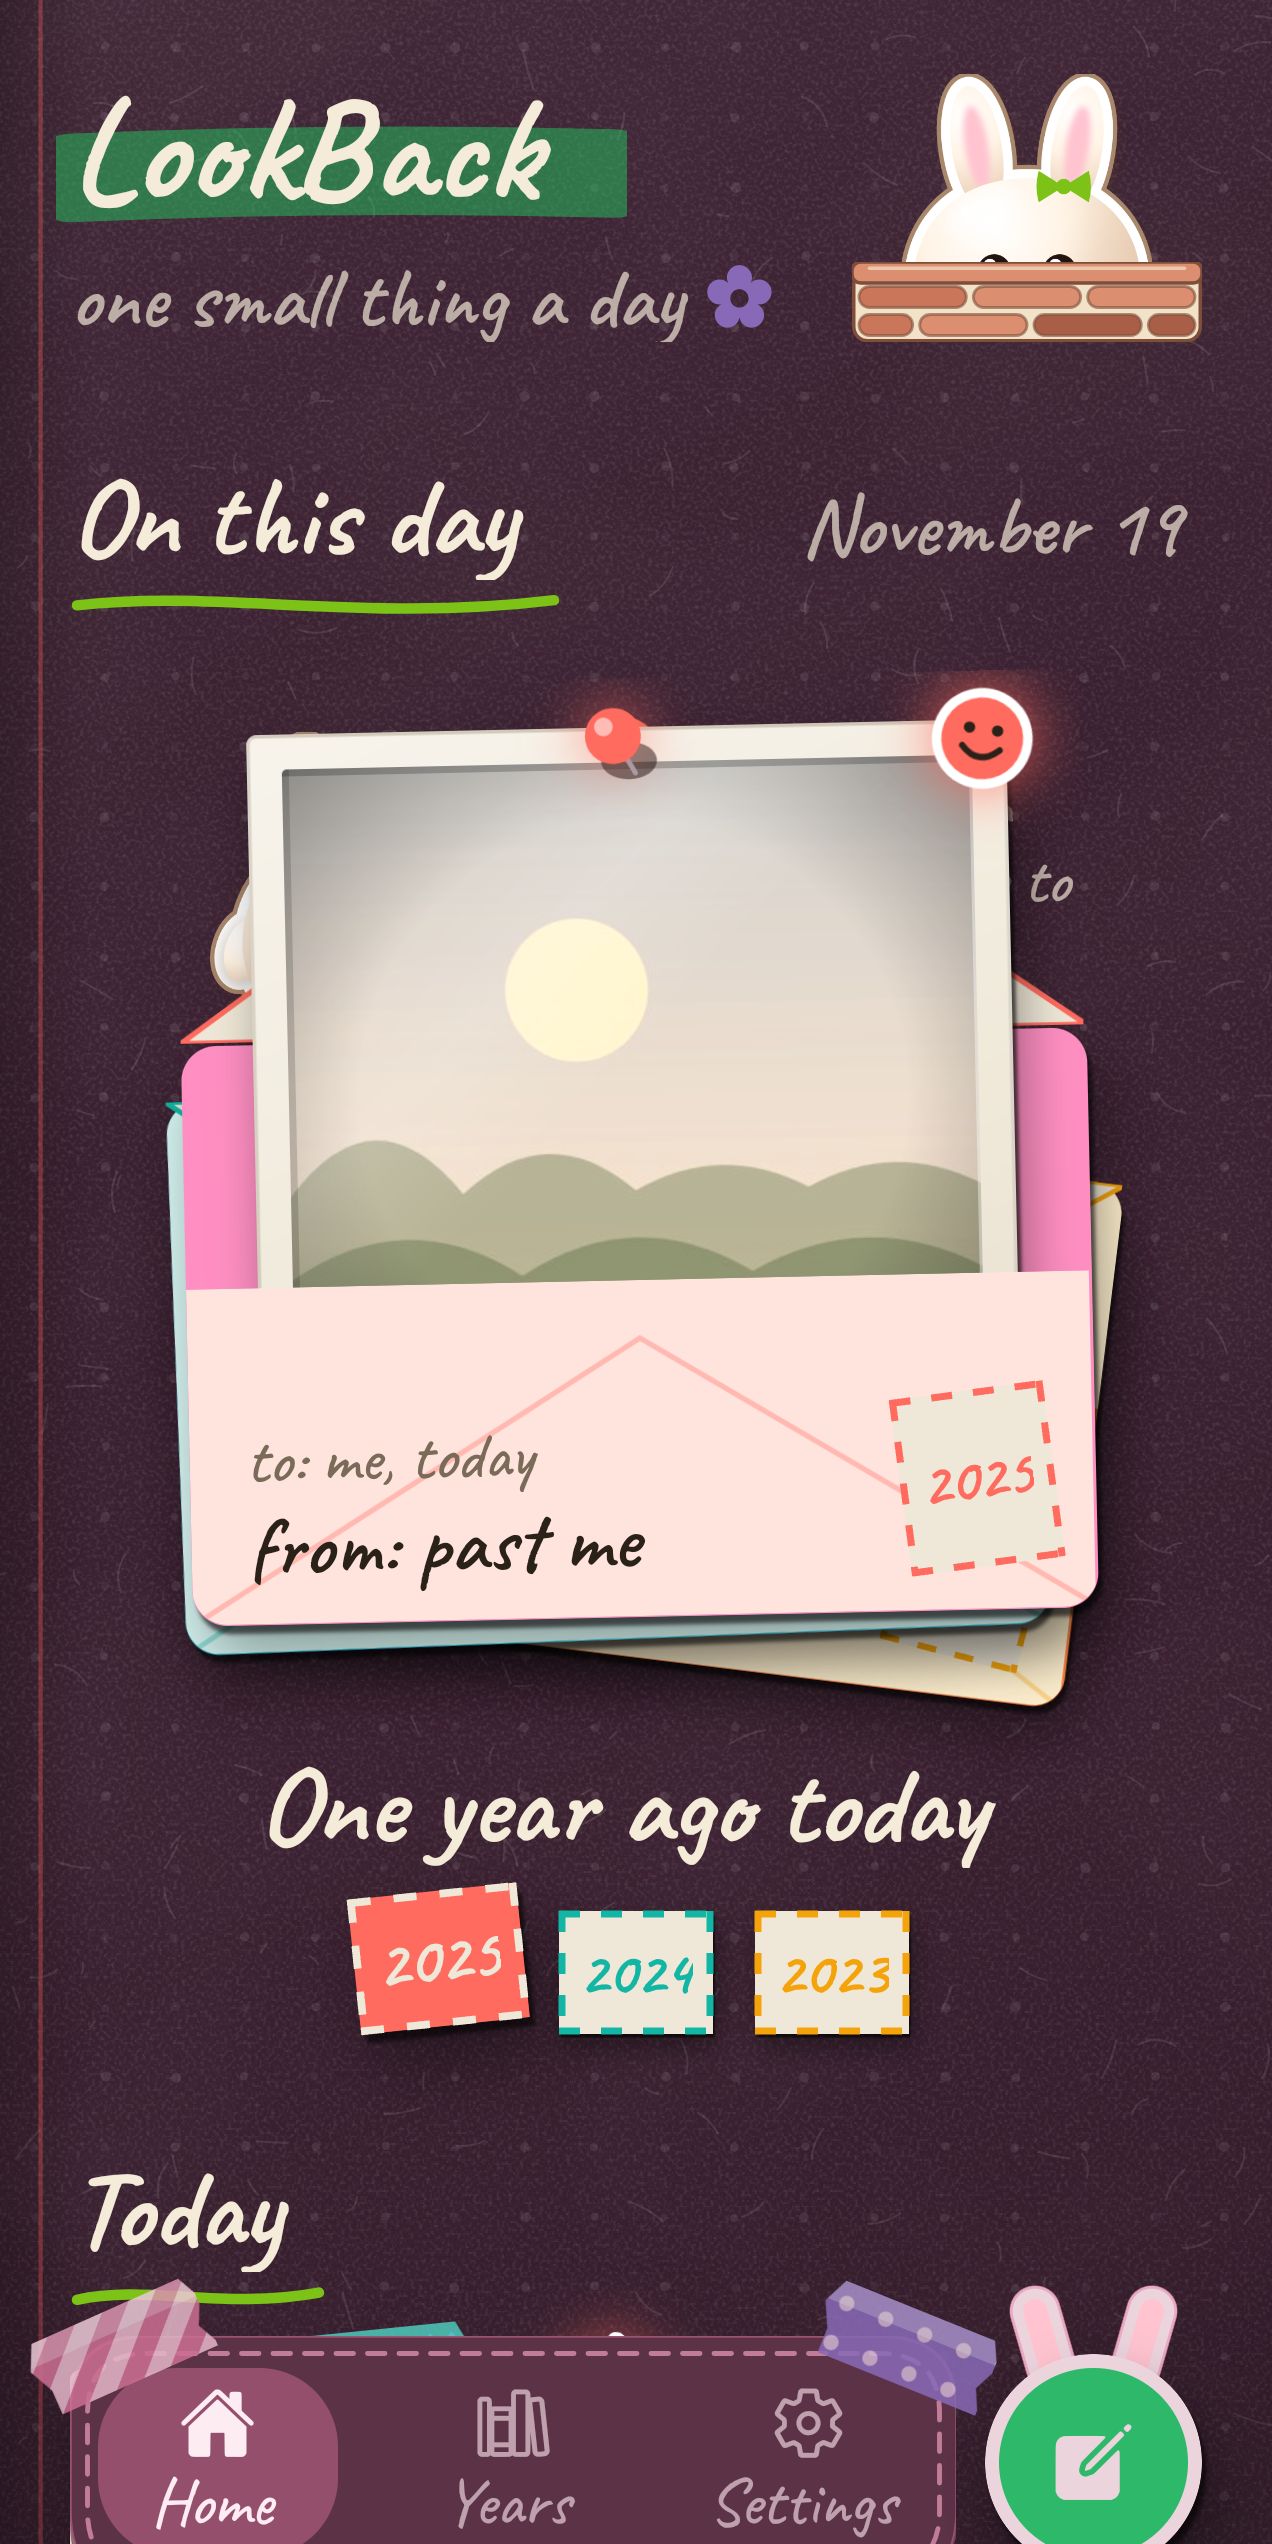 LookBack
one small thing a day
On this day
November 19
to
to: me, today
from: past me
2025
One year ago today
2025
2024
2023
Today
Home
Years
Settings